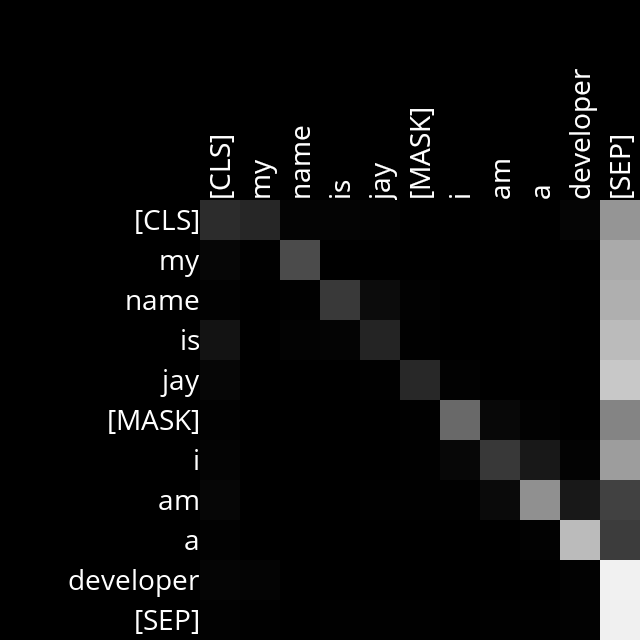 [CLS]
my
name
is
jay
[MASK]
i
am
a
developer
[SEP]
[CLS]
my
name
is
jay
[MASK]
i
am
a
developer
[SEP]